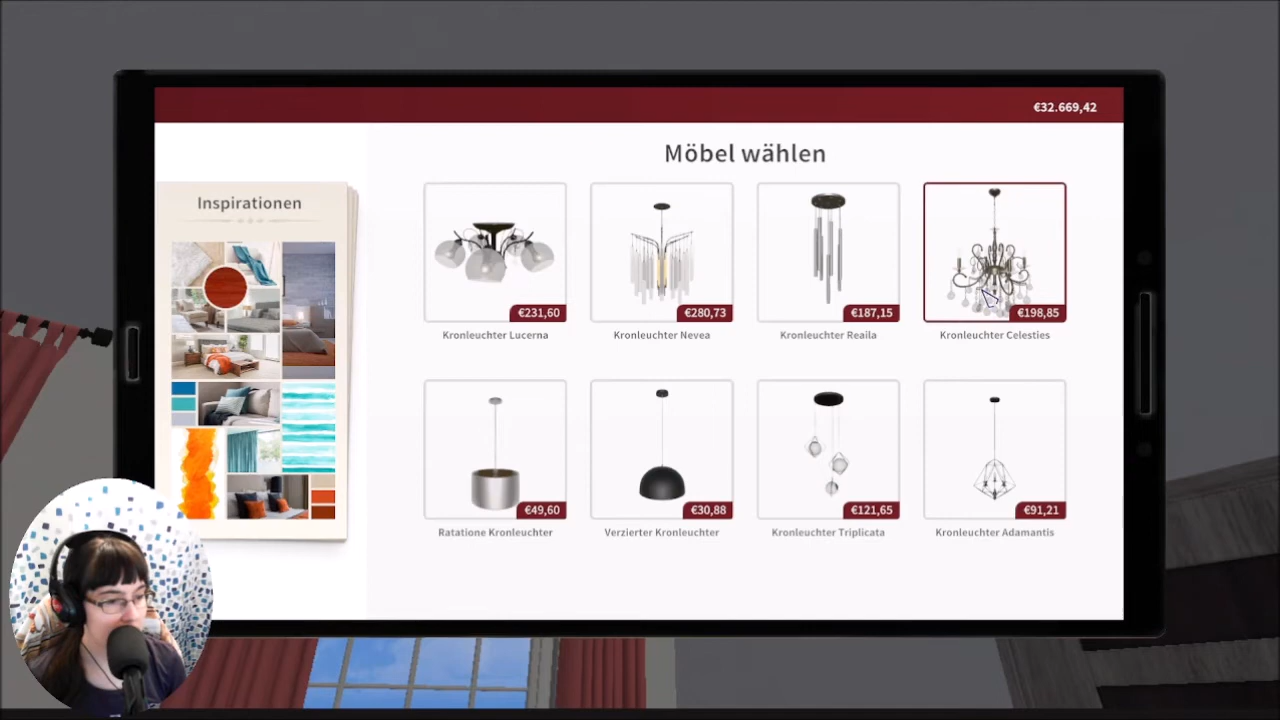 €32.669,42
Möbel wählen
Inspirationen
€231,60
€280,73
€187,15
€198,85
Kronleuchter Lucerna
Kronleuchter Nevea
Kronleuchter Reaila
Kronleuchter Celesties
€49,60
€30,88
€121,65
€91,21
Ratatione Kronleuchter
Verzierter Kronleuchter
Kronleuchter Triplicata
Kronleuchter Adamantis